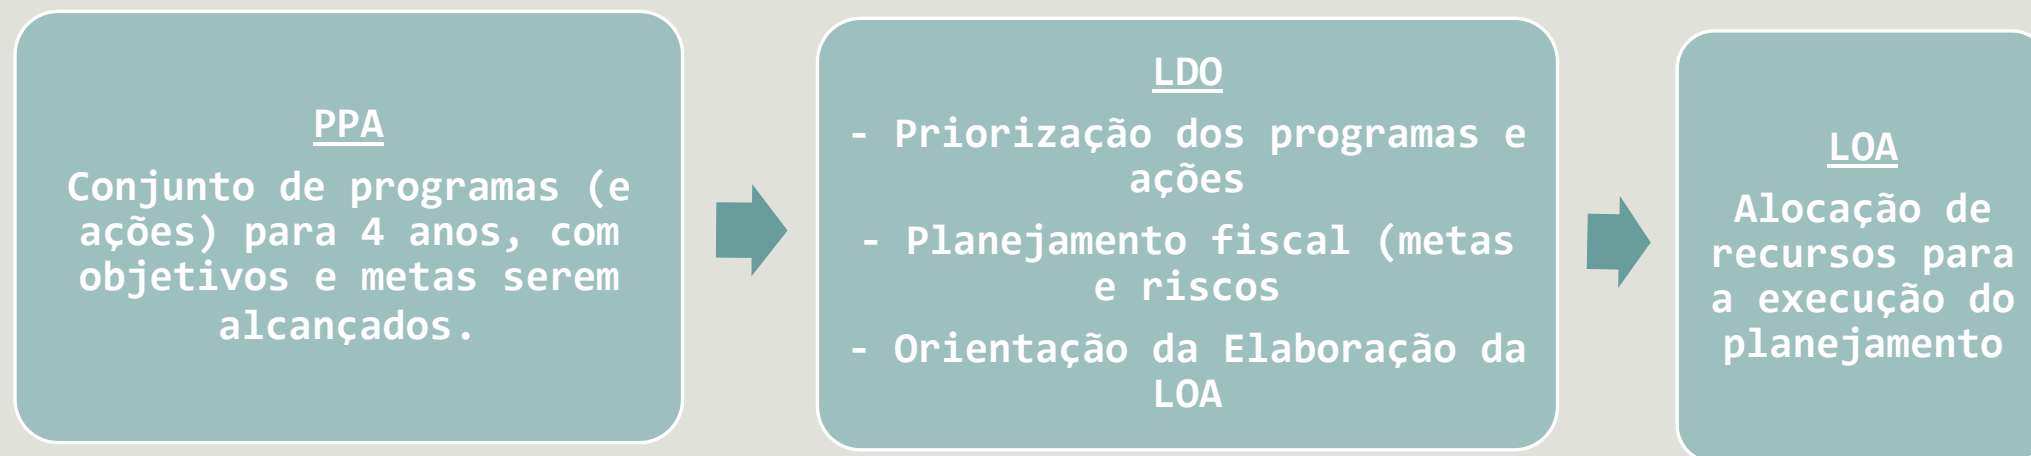 PPA
Conjunto de programas (e
ações) para 4 anos, com
objetivos e metas serem
alcançados.
LDO
- Priorização dos programas e
ações
- Planejamento fiscal (metas
e riscos
- Orientação da Elaboração da
LOA
LOA
Alocação de
recursos para
a execução do
planejamento